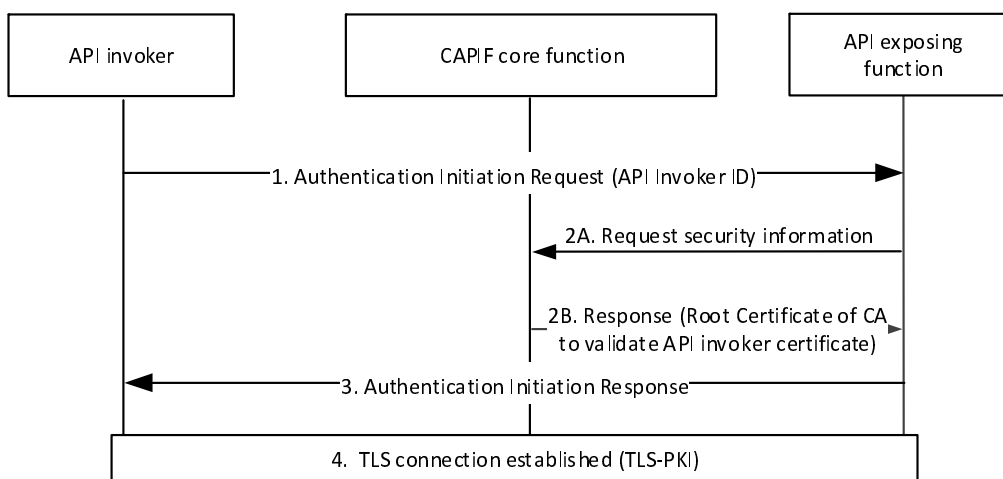 API invoker
CAPIF core function
API exposing
function
1. Authentication Initiation Request (API Invoker ID)
2A. Request security information
2B. Response (Root Certificate of CA
to validate API invoker certificate)
3. Authentication Initiation Response
4. TLS connection established (TLS-PKI)